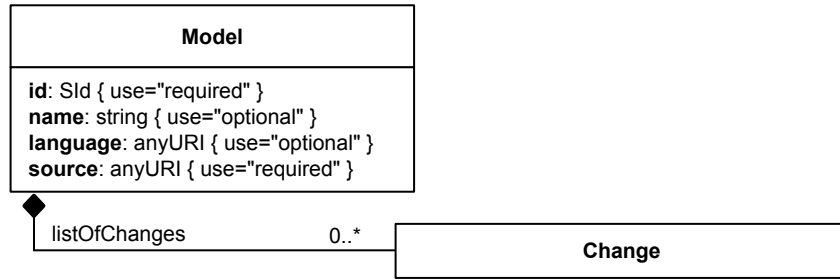 Model
id: SId { use="required" }
name: string { use="optional" }
language: anyURI { use="optional" }
source: anyURI { use="required" }
listOfChanges 0..*
Change